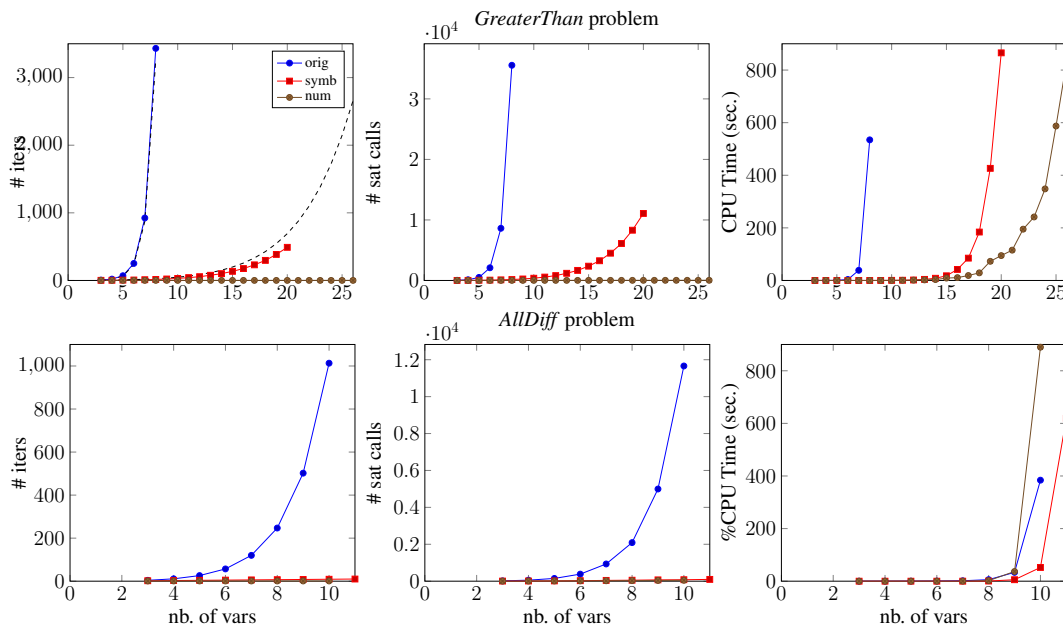 GreaterThan problem
# iters
3,000
2,000
1,000
0
0 5 10 15 20 25
orig
symb
num
·10⁴
# sat calls
3
2
1
0
0 5 10 15 20 25
CPU Time (sec.)
800
600
400
200
0
0 5 10 15 20 25
AllDiff problem
# iters
1,000
800
600
400
200
0
0 2 4 6 8 10
nb. of vars
·10⁴
# sat calls
1.2
1
0.8
0.6
0.4
0.2
0
0 2 4 6 8 10
nb. of vars
%CPU Time (sec.)
800
600
400
200
0
0 2 4 6 8 10
nb. of vars